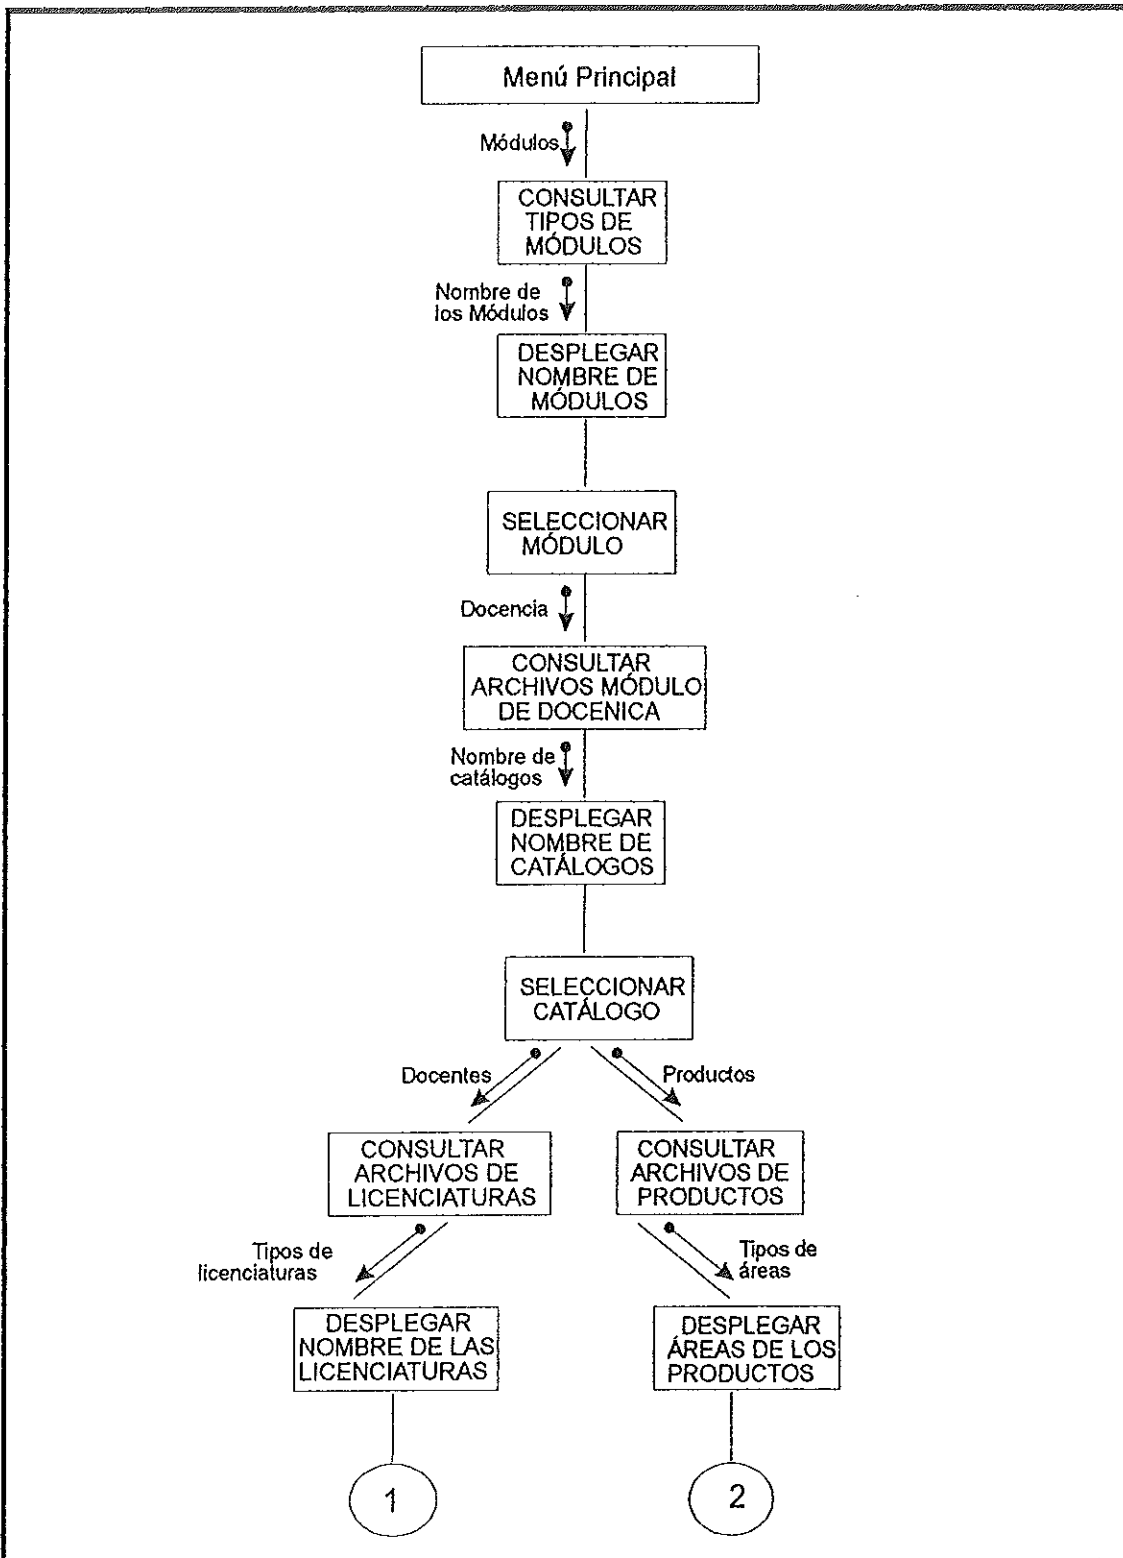 Menú Principal
Módulos
CONSULTAR
TIPOS DE
MÓDULOS
Nombre de
los Módulos
DESPLEGAR
NOMBRE DE
MÓDULOS
SELECCIONAR
MÓDULO
Docencia
CONSULTAR
ARCHIVOS MÓDULO
DE DOCENICA
Nombre de
catálogos
DESPLEGAR
NOMBRE DE
CATÁLOGOS
SELECCIONAR
CATÁLOGO
Docentes
Productos
CONSULTAR
ARCHIVOS DE
LICENCIATURAS
CONSULTAR
ARCHIVOS DE
PRODUCTOS
Tipos de
licenciaturas
Tipos de
áreas
DESPLEGAR
NOMBRE DE LAS
LICENCIATURAS
DESPLEGAR
ÁREAS DE LOS
PRODUCTOS
1
2